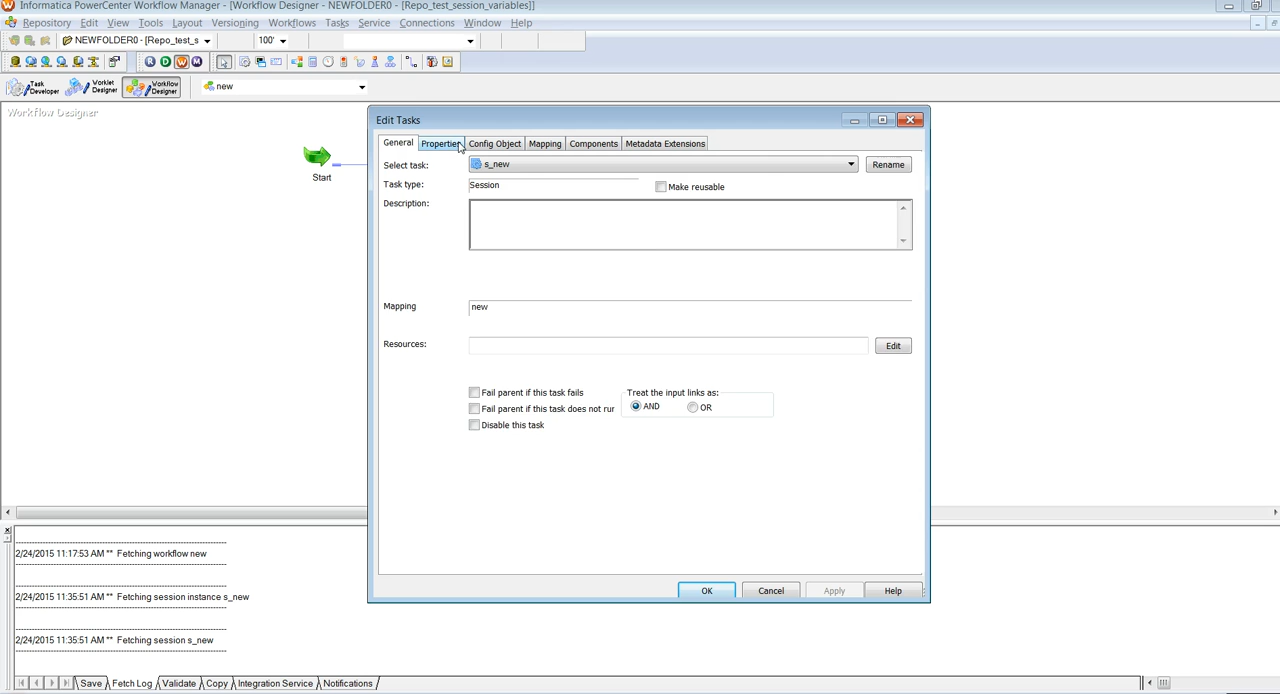 Informatica PowerCenter Workflow Manager - [Workflow Designer - NEWFOLDER0 - [Repo_test_session_variables]]
Repository Edit View Tools Layout Versioning Workflows Tasks Service Connections Window Help
NEWFOLDER0 - [Repo_test_s 100'
R D W M
Task Developer Worklet Designer Workflow Designer new
Workflow Designer
Start
Edit Tasks
General Properties Config Object Mapping Components Metadata Extensions
Select task: s_new Rename
Task type: Session Make reusable
Description:
Mapping new
Resources: Edit
Fail parent if this task fails
Fail parent if this task does not rur
Disable this task
Treat the input links as:
AND OR
OK Cancel Apply Help
----------------------------------------------------
2/24/2015 11:17:53 AM ** Fetching workflow new
----------------------------------------------------
----------------------------------------------------
2/24/2015 11:35:51 AM ** Fetching session instance s_new
----------------------------------------------------
----------------------------------------------------
2/24/2015 11:35:51 AM ** Fetching session s_new
----------------------------------------------------
Save Fetch Log Validate Copy Integration Service Notifications